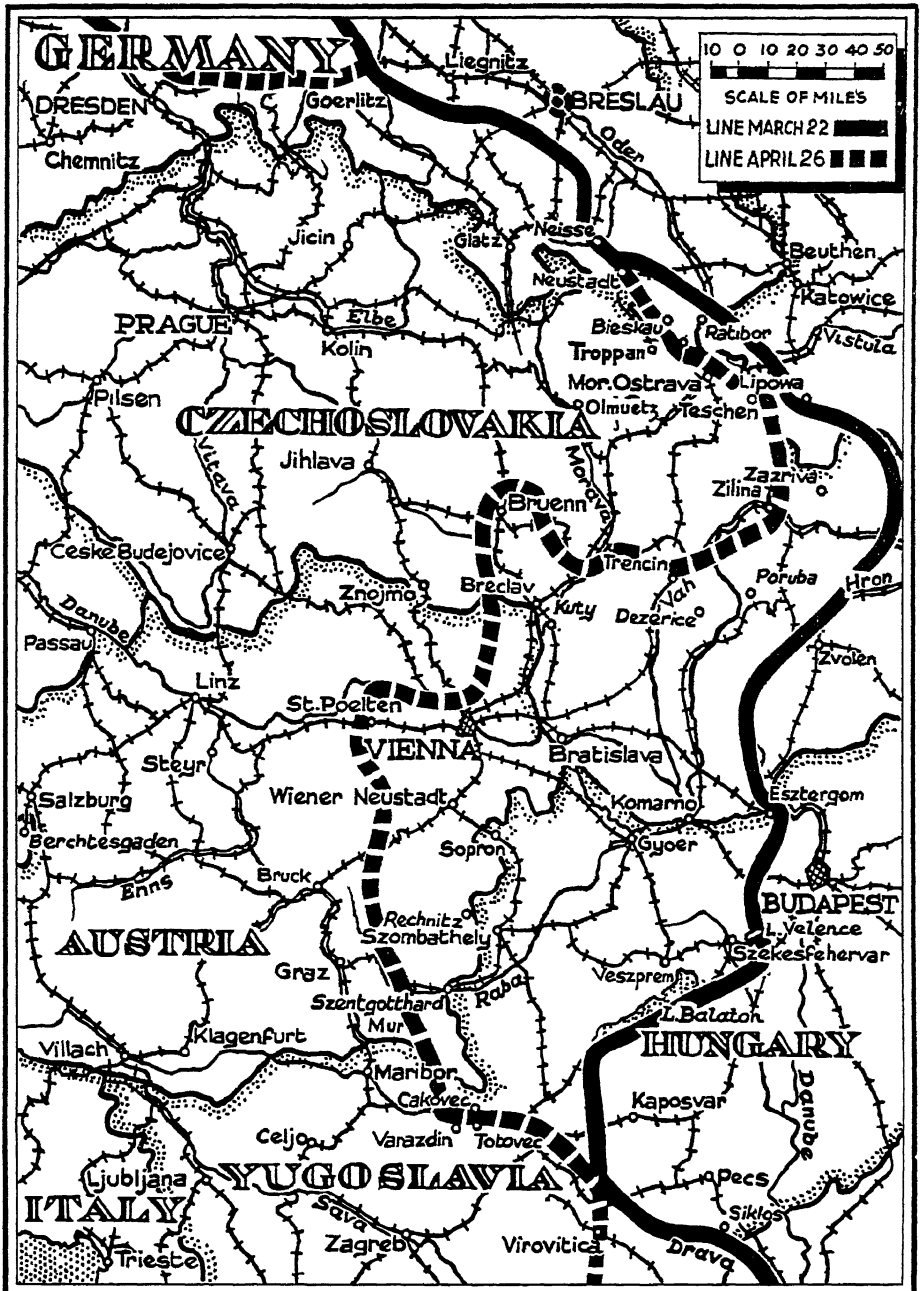 GERMANY
Liegnitz
10 0 10 20 30 40 50
SCALE OF MILES
LINE MARCH 22
LINE APRIL 26
DRESDEN
Goerlitz
BRESLAU
Oder
Chemnitz
Jicin
Glatz
Neisse
Beuthen
Neustadt
Katowice
PRAGUE
Elbe
Kolin
Bieskau
Ratibor
Vistula
Troppan
Pilsen
Mor. Ostrava
Lipowa
Olmuetz
Teschen
CZECHOSLOVAKIA
Vltava
Jihlava
Morava
Zazriva
Zilina
Bruenn
Ceske Budejovice
Trencin
Znojmo
Breclav
Vah
Poruba
Hron
Danube
Kuty
Dezerice
Passau
Zvolen
Linz
St. Poelten
VIENNA
Bratislava
Steyr
Salzburg
Wiener Neustadt
Komarno
Esztergom
Berchtesgaden
Sopron
Gyoer
Enns
Bruck
BUDAPEST
Rechnitz
AUSTRIA
Szombathely
L. Velence
Szekesfehervar
Graz
Raba
Veszprem
Szentgotthard
L. Balaton
Mur
Klagenfurt
HUNGARY
Villach
Maribor
Danube
Cakovec
Kaposvar
Celjo
Varazdin
Totovec
Ljubljana
YUGOSLAVIA
Pecs
ITALY
Sava
Siklos
Zagreb
Virovitica
Drava
Trieste